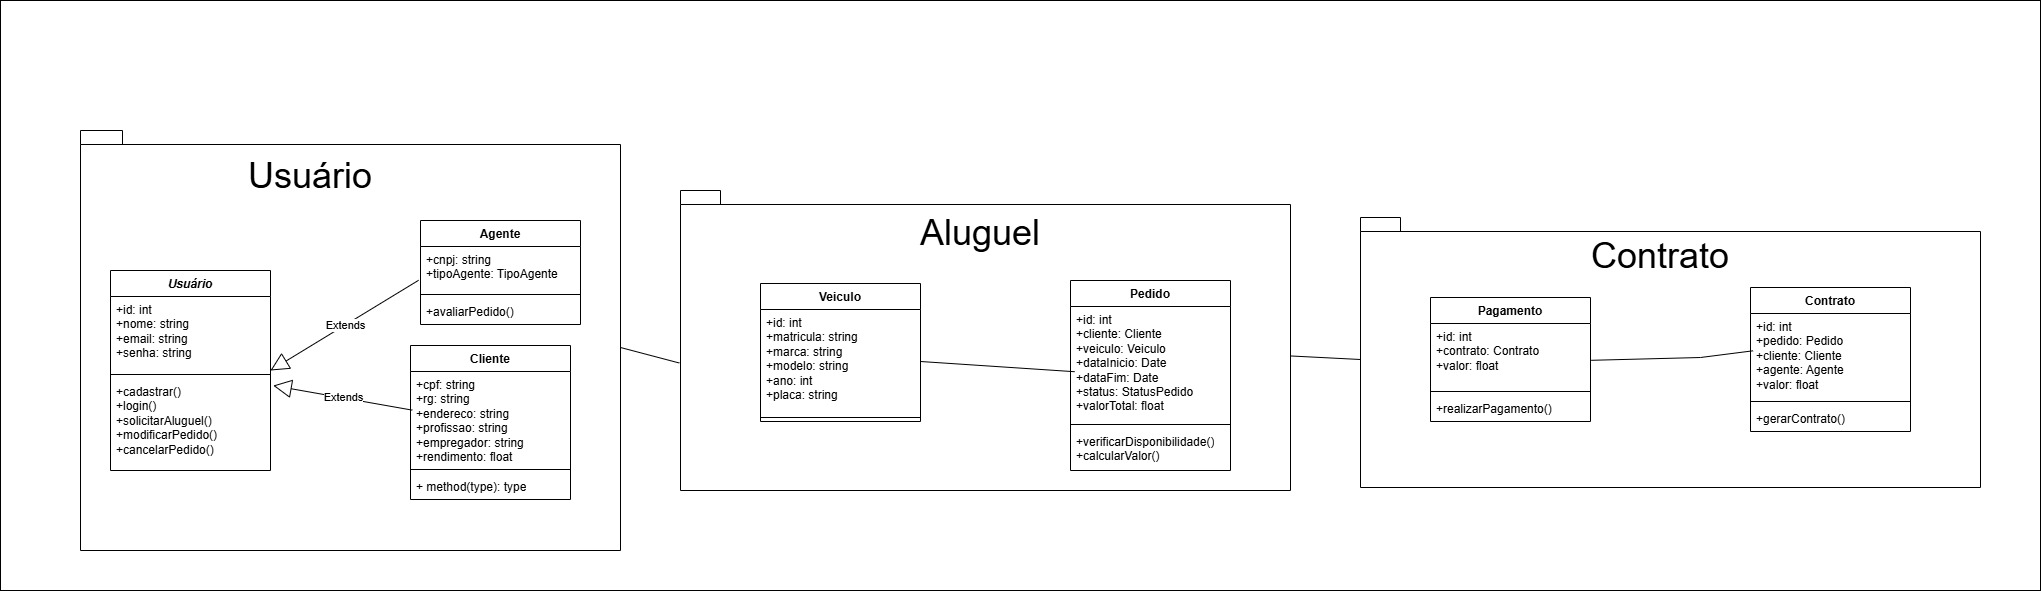 Usuário
Usuário
+id: int
+nome: string
+email: string
+senha: string
+cadastrar()
+login()
+solicitarAluguel()
+modificarPedido()
+cancelarPedido()
Extends
Extends
Agente
+cnpj: string
+tipoAgente: TipoAgente
+avaliarPedido()
Cliente
+cpf: string
+rg: string
+endereco: string
+profissao: string
+empregador: string
+rendimento: float
+ method(type): type
Aluguel
Veiculo
+id: int
+matricula: string
+marca: string
+modelo: string
+ano: int
+placa: string
Pedido
+id: int
+cliente: Cliente
+veiculo: Veiculo
+dataInicio: Date
+dataFim: Date
+status: StatusPedido
+valorTotal: float
+verificarDisponibilidade()
+calcularValor()
Contrato
Pagamento
+id: int
+contrato: Contrato
+valor: float
+realizarPagamento()
Contrato
+id: int
+pedido: Pedido
+cliente: Cliente
+agente: Agente
+valor: float
+gerarContrato()